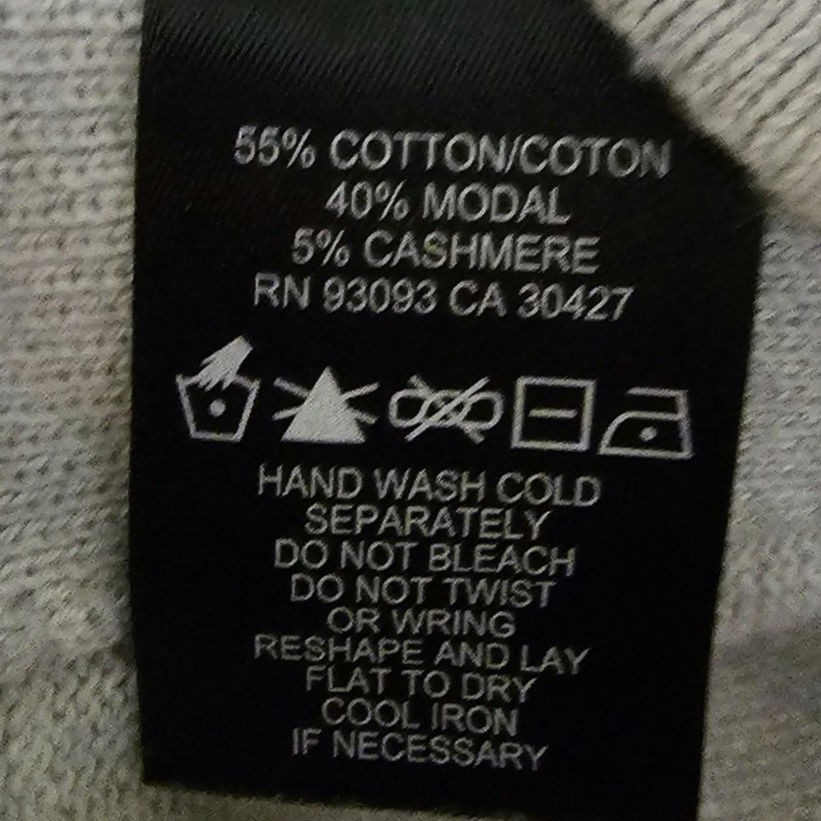 55% COTTON/COTON
40% MODAL
5% CASHMERE
RN 93093 CA 30427
HAND WASH COLD
SEPARATELY
DO NOT BLEACH
DO NOT TWIST
OR WRING
RESHAPE AND LAY
FLAT TO DRY
COOL IRON
IF NECESSARY